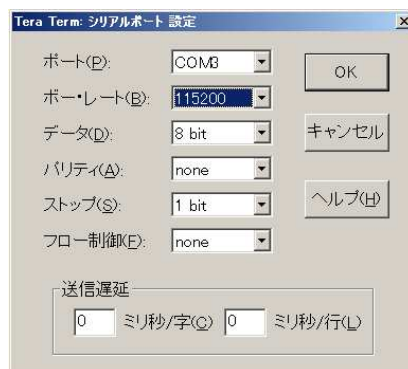 Tera Term: シリアルポート 設定
ポート(P): COM3 OK
ボー・レート(B): 115200
データ(D): 8 bit キャンセル
パリティ(A): none
ストップ(S): 1 bit ヘルプ(H)
フロー制御(F): none
送信遅延
0 ミリ秒/字(C) 0 ミリ秒/行(L)